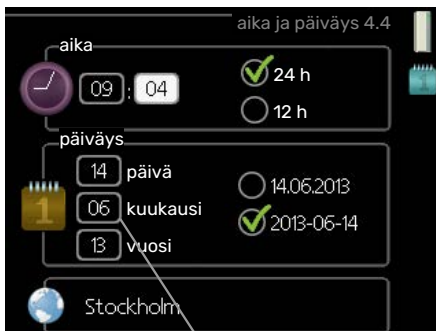 aika ja päiväys 4.4
aika
09 : 04
24 h
12 h
päiväys
14 päivä
06 kuukausi
13 vuosi
14.06.2013
2013-06-14
1
Stockholm